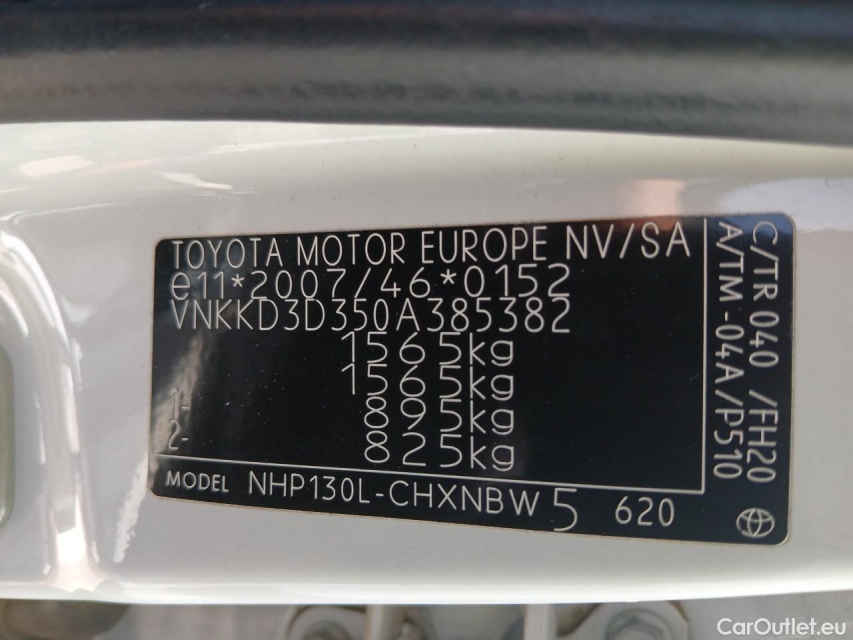 TOYOTA MOTOR EUROPE NV/SA
e11*2007/46*0152
VNKKD3D350A385382
1565kg
1565kg
1- 895kg
2- 825kg
MODEL NHP130L-CHXNBW 5 620
C/TR 040 /FH20
A/TM-04A/P510
CarOutlet.eu